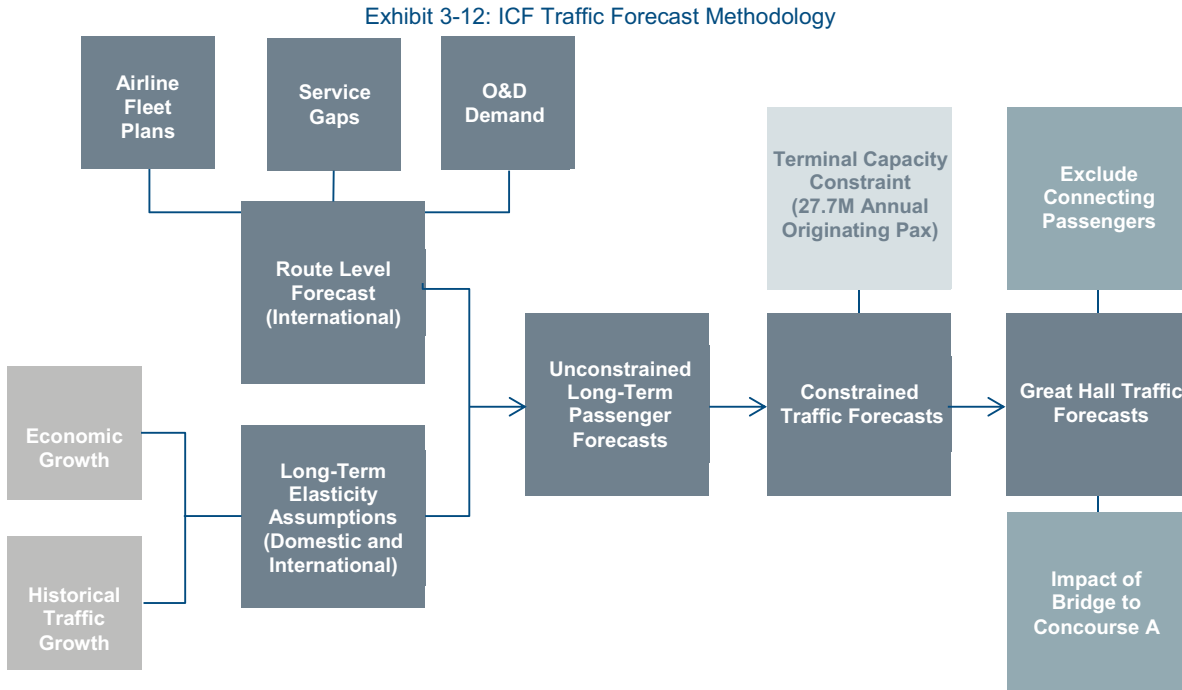 Exhibit 3-12: ICF Traffic Forecast Methodology
Airline
Fleet
Plans
Service
Gaps
O&D
Demand
Terminal Capacity
Constraint
(27.7M Annual
Originating Pax)
Exclude
Connecting
Passengers
Route Level
Forecast
(International)
Unconstrained
Long-Term
Passenger
Forecasts
Constrained
Traffic Forecasts
Great Hall Traffic
Forecasts
Economic
Growth
Long-Term
Elasticity
Assumptions
(Domestic and
International)
Historical
Traffic
Growth
Impact of
Bridge to
Concourse A